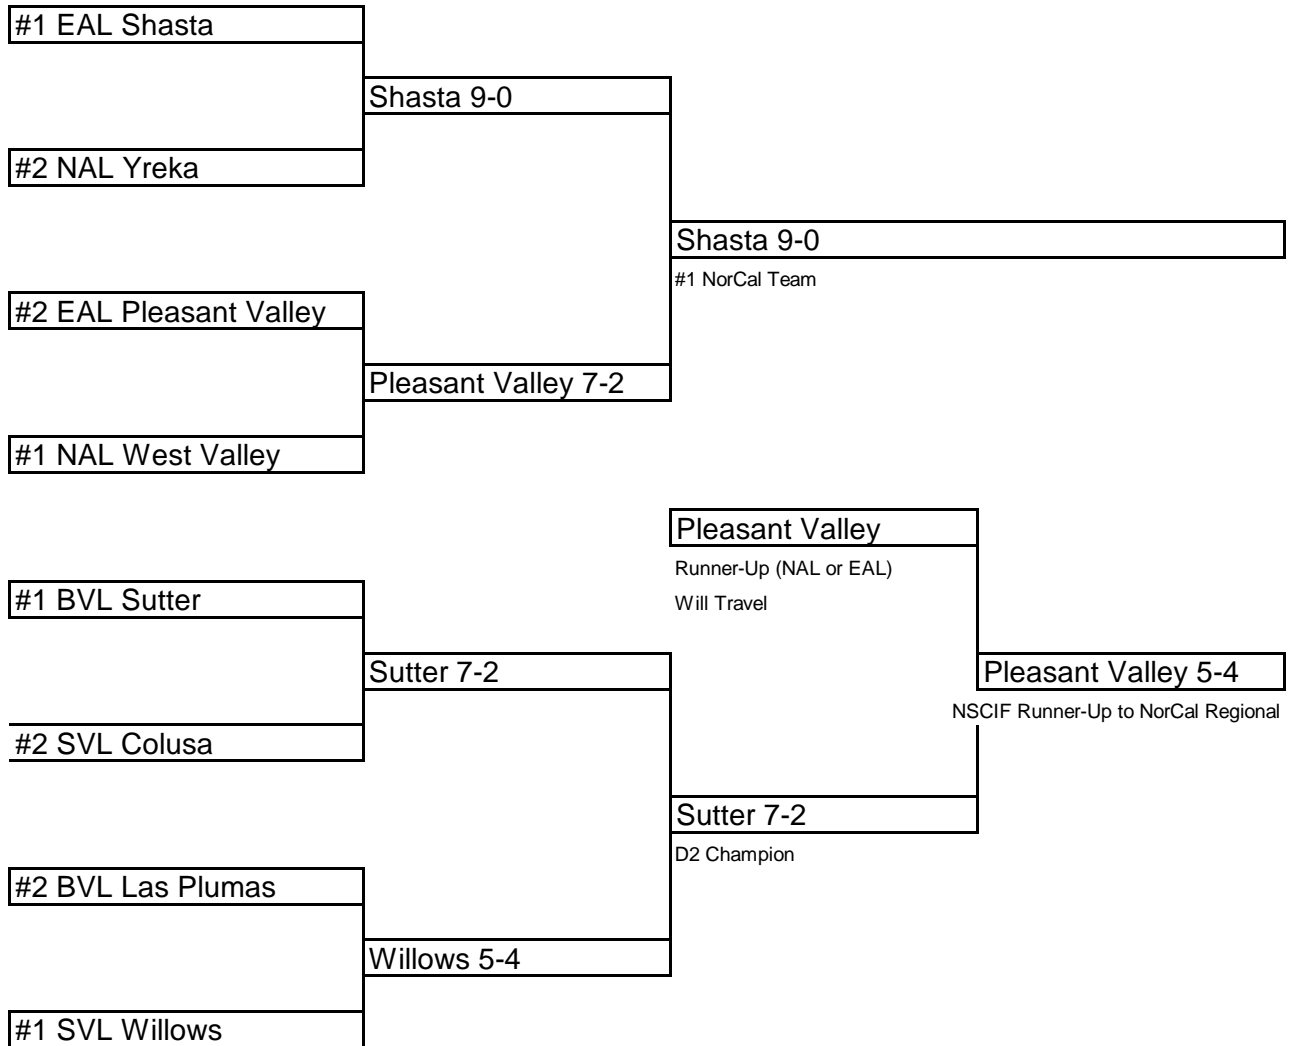 #1 EAL Shasta
Shasta 9-0
#2 NAL Yreka
Shasta 9-0
#1 NorCal Team
#2 EAL Pleasant Valley
Pleasant Valley 7-2
#1 NAL West Valley
Pleasant Valley
Runner-Up (NAL or EAL)
Will Travel
#1 BVL Sutter
Sutter 7-2
Pleasant Valley 5-4
NSCIF Runner-Up to NorCal Regional
#2 SVL Colusa
Sutter 7-2
D2 Champion
#2 BVL Las Plumas
Willows 5-4
#1 SVL Willows